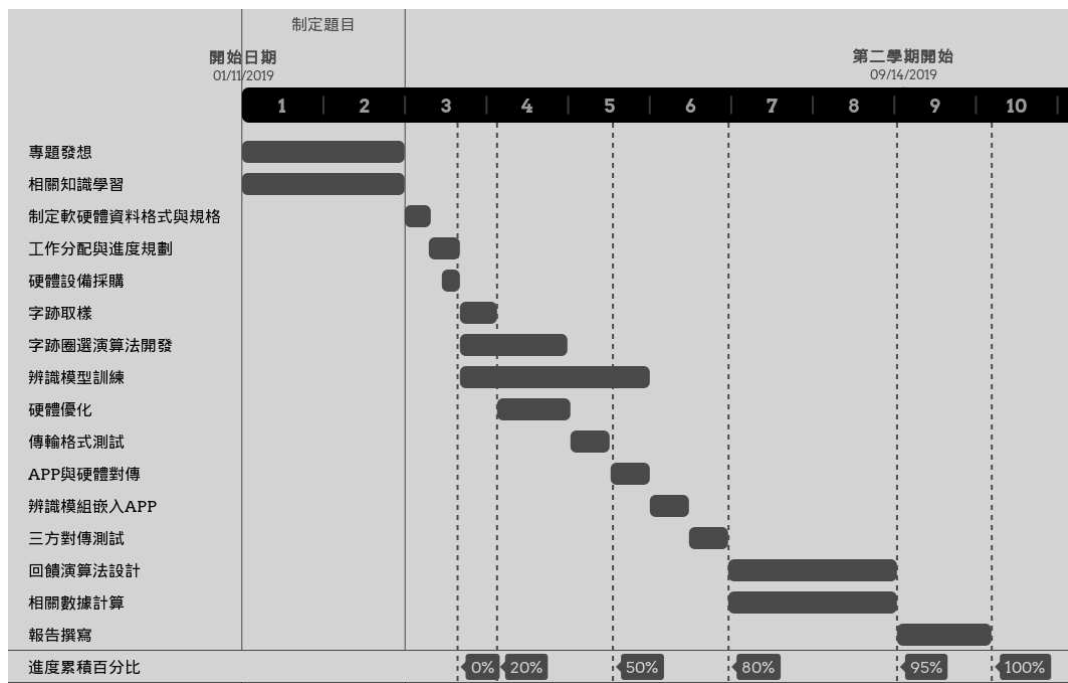 制定題目
開始日期
01/11/2019
第二學期開始
09/14/2019
1 2 3 4 5 6 7 8 9 10
專題發想
相關知識學習
制定軟硬體資料格式與規格
工作分配與進度規劃
硬體設備採購
字跡取樣
字跡圈選演算法開發
辨識模型訓練
硬體優化
傳輸格式測試
APP與硬體對傳
辨識模組嵌入APP
三方對傳測試
回饋演算法設計
相關數據計算
報告撰寫
進度累積百分比 0% 20% 50% 80% 95% 100%